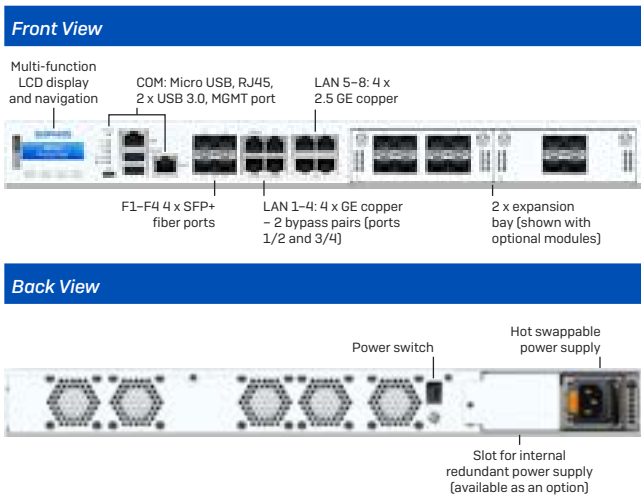 Front View
Multi-function
LCD display
and navigation
COM: Micro USB, RJ45,
2 x USB 3.0, MGMT port
LAN 5–8: 4 x
2.5 GE copper
F1–F4 4 x SFP+
fiber ports
LAN 1–4: 4 x GE copper
– 2 bypass pairs (ports
1/2 and 3/4)
2 x expansion
bay (shown with
optional modules)
Back View
Power switch
Hot swappable
power supply
Slot for internal
redundant power supply
(available as an option)